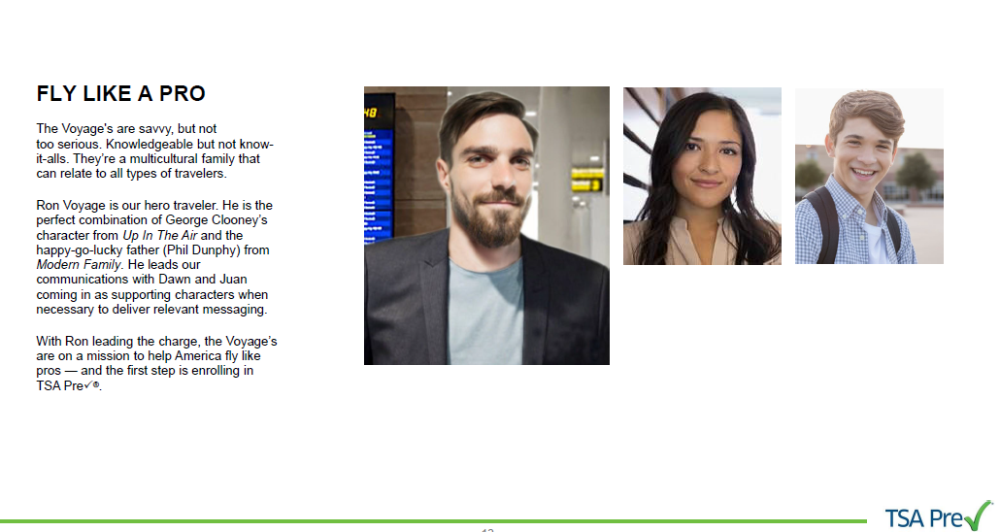 FLY LIKE A PRO
The Voyage's are savvy, but not
too serious. Knowledgeable but not know-
it-alls. They're a multicultural family that
can relate to all types of travelers.
Ron Voyage is our hero traveler. He is the
perfect combination of George Clooney's
character from Up In The Air and the
happy-go-lucky father (Phil Dunphy) from
Modern Family. He leads our
communications with Dawn and Juan
coming in as supporting characters when
necessary to deliver relevant messaging.
With Ron leading the charge, the Voyage's
are on a mission to help America fly like
pros — and the first step is enrolling in
TSA Pre✓®.
TSA Pre✓